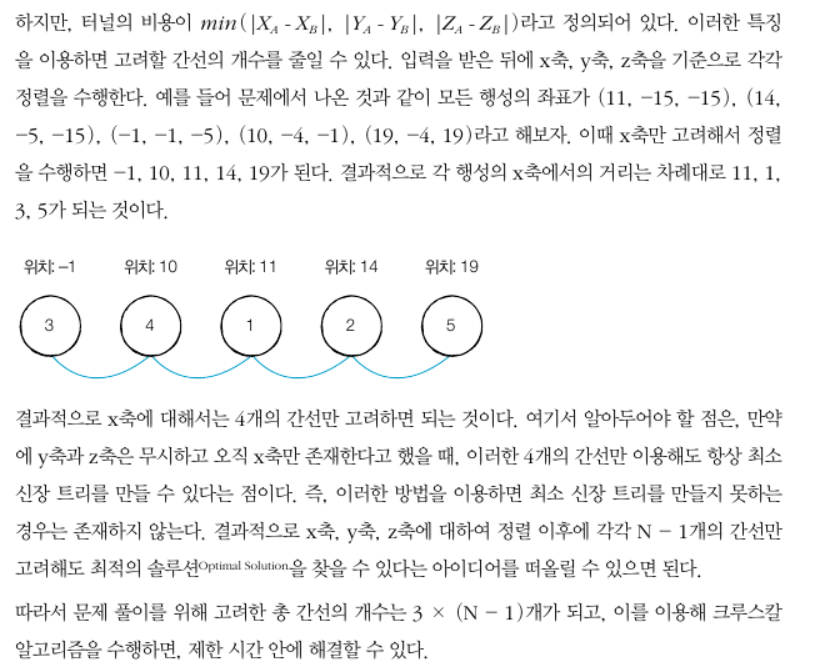 하지만, 터널의 비용이 min(|X_A - X_B|, |Y_A - Y_B|, |Z_A - Z_B|)라고 정의되어 있다. 이러한 특징
을 이용하면 고려할 간선의 개수를 줄일 수 있다. 입력을 받은 뒤에 x축, y축, z축을 기준으로 각각
정렬을 수행한다. 예를 들어 문제에서 나온 것과 같이 모든 행성의 좌표가 (11, −15, −15), (14,
−5, −15), (−1, −1, −5), (10, −4, −1), (19, −4, 19)라고 해보자. 이때 x축만 고려해서 정렬
을 수행하면 −1, 10, 11, 14, 19가 된다. 결과적으로 각 행성의 x축에서의 거리는 차례대로 11, 1,
3, 5가 되는 것이다.
위치: −1 위치: 10 위치: 11 위치: 14 위치: 19
3 4 1 2 5
결과적으로 x축에 대해서는 4개의 간선만 고려하면 되는 것이다. 여기서 알아두어야 할 점은, 만약
에 y축과 z축은 무시하고 오직 x축만 존재한다고 했을 때, 이러한 4개의 간선만 이용해도 항상 최소
신장 트리를 만들 수 있다는 점이다. 즉, 이러한 방법을 이용하면 최소 신장 트리를 만들지 못하는
경우는 존재하지 않는다. 결과적으로 x축, y축, z축에 대하여 정렬 이후에 각각 N − 1개의 간선만
고려해도 최적의 솔루션Optimal Solution을 찾을 수 있다는 아이디어를 떠올릴 수 있으면 된다.
따라서 문제 풀이를 위해 고려한 총 간선의 개수는 3 × (N − 1)개가 되고, 이를 이용해 크루스칼
알고리즘을 수행하면, 제한 시간 안에 해결할 수 있다.